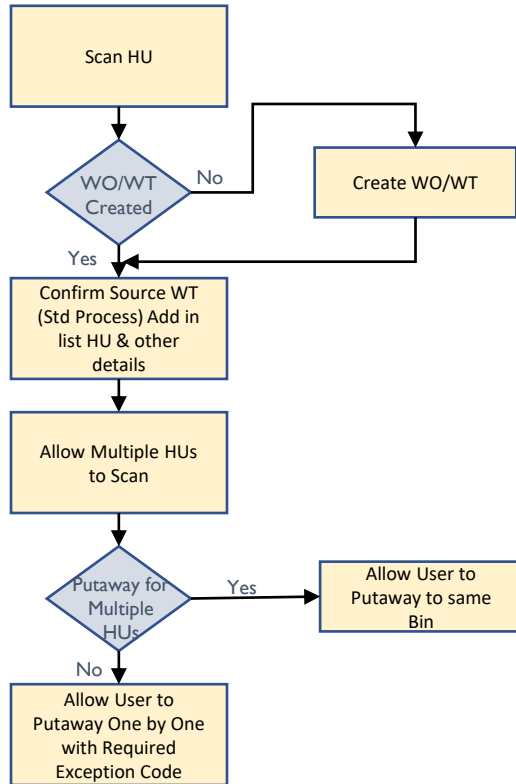 Scan HU
WO/WT
Created
No
Create WO/WT
Yes
Confirm Source WT
(Std Process) Add in
list HU & other
details
Allow Multiple HUs
to Scan
Putaway for
Multiple
HUs
Yes
Allow User to
Putaway to same
Bin
No
Allow User to
Putaway One by One
with Required
Exception Code